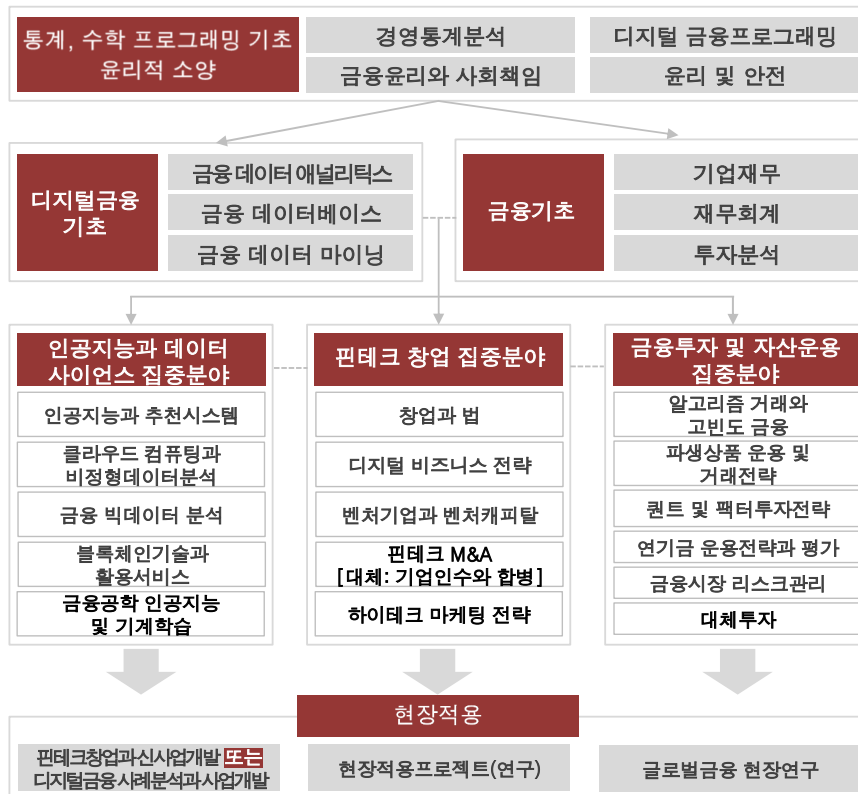 통계, 수학 프로그래밍 기초
윤리적 소양
경영통계분석
디지털 금융프로그래밍
금융윤리와 사회책임
윤리 및 안전
디지털금융
기초
금융 데이터 애널리틱스
금융 데이터베이스
금융 데이터 마이닝
금융기초
기업재무
재무회계
투자분석
인공지능과 데이터
사이언스 집중분야
인공지능과 추천시스템
클라우드 컴퓨팅과
비정형데이터분석
금융 빅데이터 분석
블록체인기술과
활용서비스
금융공학 인공지능
및 기계학습
핀테크 창업 집중분야
창업과 법
디지털 비즈니스 전략
벤처기업과 벤처캐피탈
핀테크 M&A
[대체: 기업인수와 합병]
하이테크 마케팅 전략
금융투자 및 자산운용
집중분야
알고리즘 거래와
고빈도 금융
파생상품 운용 및
거래전략
퀀트 및 팩터투자전략
연기금 운용전략과 평가
금융시장 리스크관리
대체투자
현장적용
핀테크창업과신사업개발 또는
디지털금융사례분석과사업개발
현장적용프로젝트(연구)
글로벌금융 현장연구